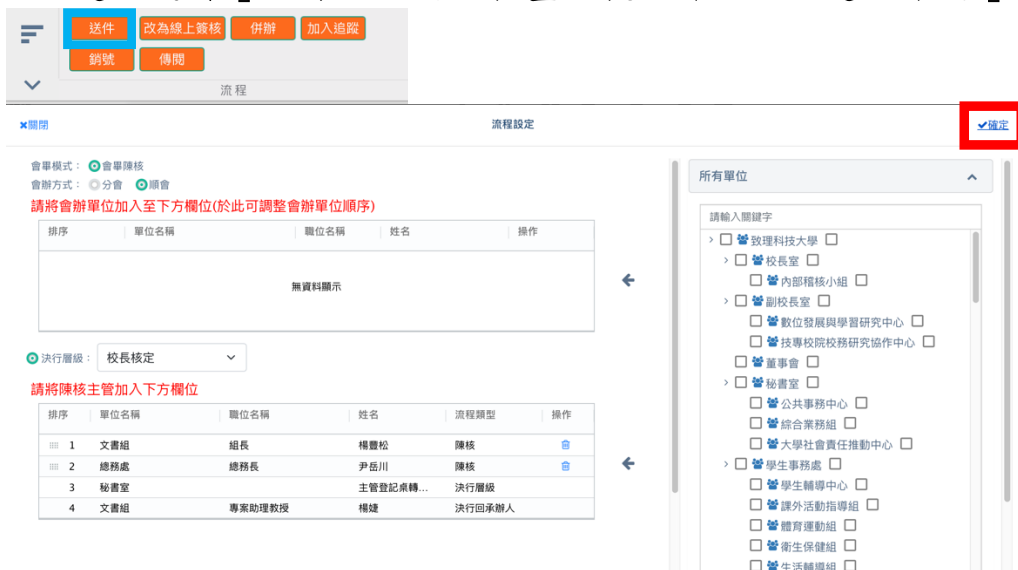 送件 改為線上簽核 併辦 加入追蹤
銷號 傳閱
流程
✖關閉 流程設定 ✔確定
會畢模式： 會畢陳核
會辦方式： 分會 順會
請將會辦單位加入至下方欄位(於此可調整會辦單位順序)
排序 單位名稱 職位名稱 姓名 操作
無資料顯示
決行層級： 校長核定
請將陳核主管加入下方欄位
排序 單位名稱 職位名稱 姓名 流程類型 操作
1 文書組 組長 楊豐松 陳核
2 總務處 總務長 尹岳川 陳核
3 秘書室 主管登記桌轉... 決行層級
4 文書組 專案助理教授 楊婕 決行回承辦人
所有單位
請輸入關鍵字
致理科技大學
校長室
內部稽核小組
副校長室
數位發展與學習研究中心
技專校院校務研究協作中心
董事會
秘書室
公共事務中心
綜合業務組
大學社會責任推動中心
學生事務處
學生輔導中心
課外活動指導組
體育運動組
衛生保健組
生活輔導組